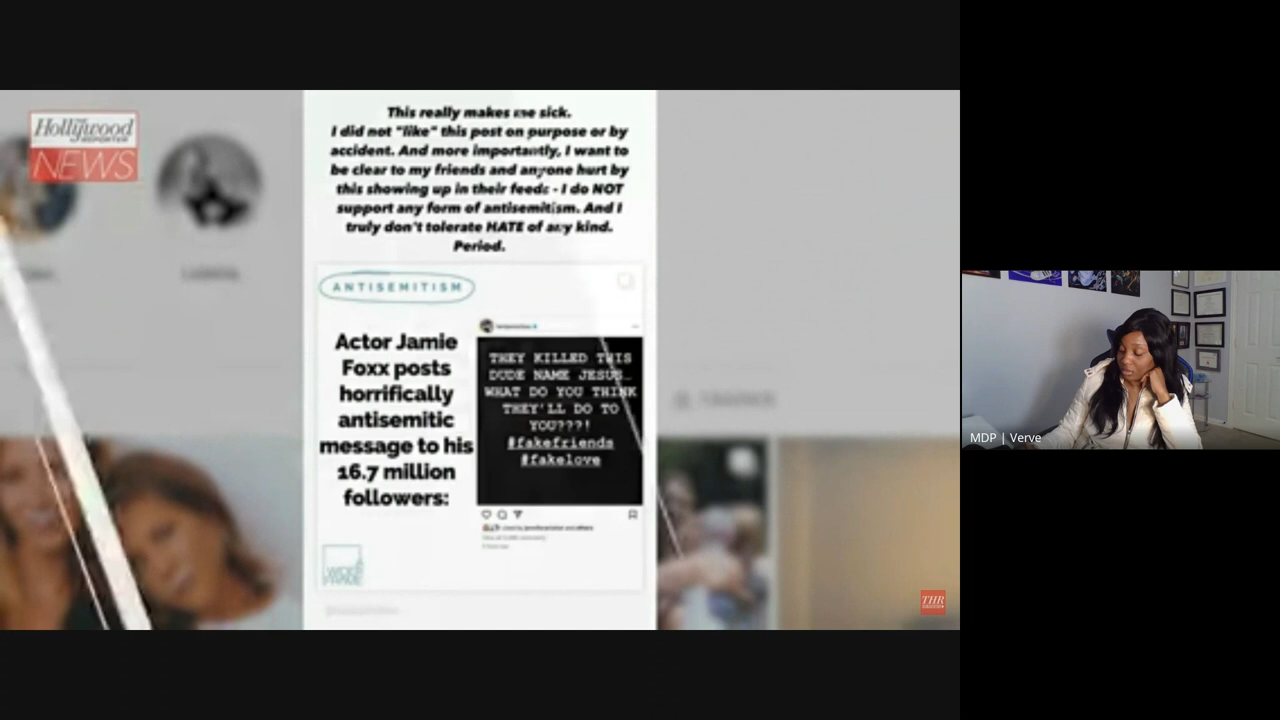 THE
Hollywood
REPORTER
NEWS
This really makes me sick.
I did not "like" this post on purpose or by
accident. And more importantly, I want to
be clear to my friends and anyone hurt by
this showing up in their feeds - I do NOT
support any form of antisemitism. And I
truly don't tolerate HATE of any kind.
Period.
ANTISEMITISM
Actor Jamie
Foxx posts
horrifically
antisemitic
message to his
16.7 million
followers:
THEY KILLED THIS
DUDE NAME JESUS…
WHAT DO YOU THINK
THEY'LL DO TO
YOU???!
#fakefriends
#fakelove
THR
MDP | Verve